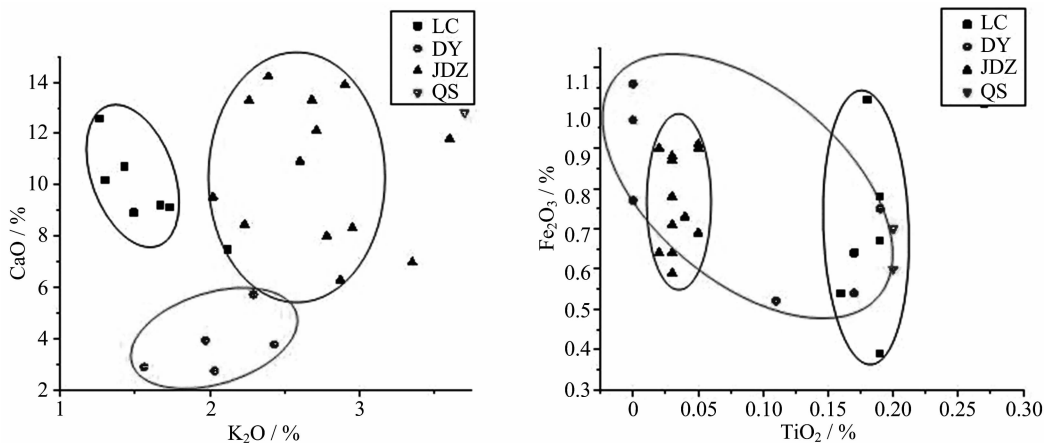 LC
DY
JDZ
QS
14
12
10
8
6
4
2
1
2
3
CaO / %
K₂O / %
LC
DY
JDZ
QS
1.1
1.0
0.9
0.8
0.7
0.6
0.5
0.4
0.3
0
0.05
0.10
0.15
0.20
0.25
0.30
Fe₂O₃ / %
TiO₂ / %